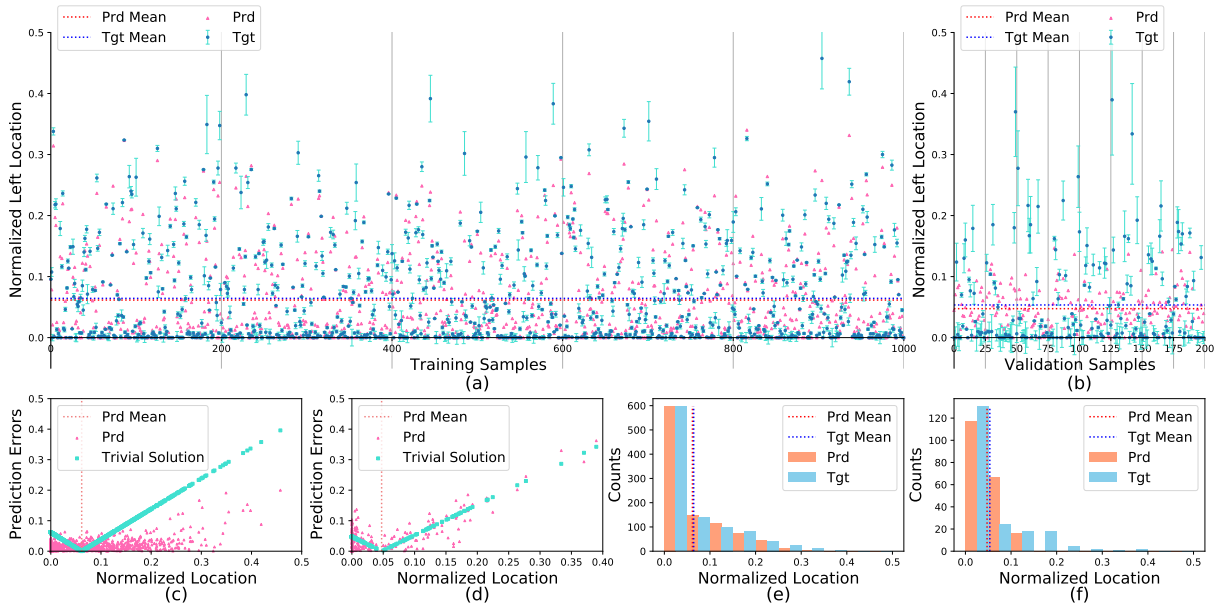 Prd Mean Prd
Tgt Mean Tgt
Normalized Left Location
0.5
0.4
0.3
0.2
0.1
0.0
0 200 400 600 800 1000
Training Samples
(a)
Prd Mean Prd
Tgt Mean Tgt
Normalized Left Location
0.5
0.4
0.3
0.2
0.1
0.0
0 25 50 75 100 125 150 175 200
Validation Samples
(b)
Prediction Errors
0.5
0.4
0.3
0.2
0.1
0.0
Prd Mean
Prd
Trivial Solution
0.0 0.1 0.2 0.3 0.4 0.5
Normalized Location
(c)
Prediction Errors
0.5
0.4
0.3
0.2
0.1
0.0
Prd Mean
Prd
Trivial Solution
0.00 0.05 0.10 0.15 0.20 0.25 0.30 0.35 0.40
Normalized Location
(d)
Counts
600
500
400
300
200
100
0
Prd Mean
Tgt Mean
Prd
Tgt
0.0 0.1 0.2 0.3 0.4 0.5
Normalized Location
(e)
Counts
120
100
80
60
40
20
0
Prd Mean
Tgt Mean
Prd
Tgt
0.0 0.1 0.2 0.3 0.4 0.5
Normalized Location
(f)